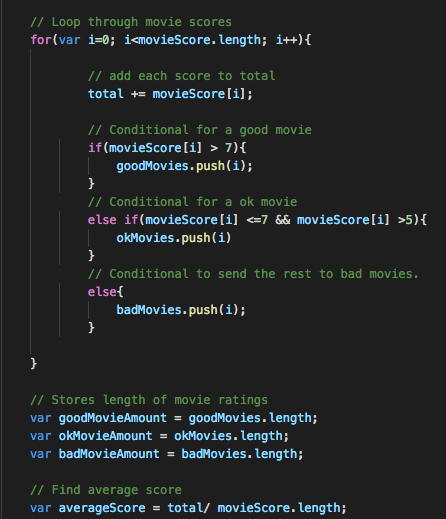 // Loop through movie scores
for(var i=0; i<movieScore.length; i++){
// add each score to total
total += movieScore[i];
// Conditional for a good movie
if(movieScore[i] > 7){
goodMovies.push(i);
}
// Conditional for a ok movie
else if(movieScore[i] <=7 && movieScore[i] >5){
okMovies.push(i)
}
// Conditional to send the rest to bad movies.
else{
badMovies.push(i);
}
}
// Stores length of movie ratings
var goodMovieAmount = goodMovies.length;
var okMovieAmount = okMovies.length;
var badMovieAmount = badMovies.length;
// Find average score
var averageScore = total/ movieScore.length;